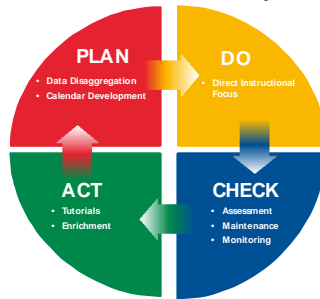 PLAN
• Data Disaggregation
• Calendar Development
DO
• Direct Instructional
Focus
ACT
• Tutorials
• Enrichment
CHECK
• Assessment
• Maintenance
• Monitoring